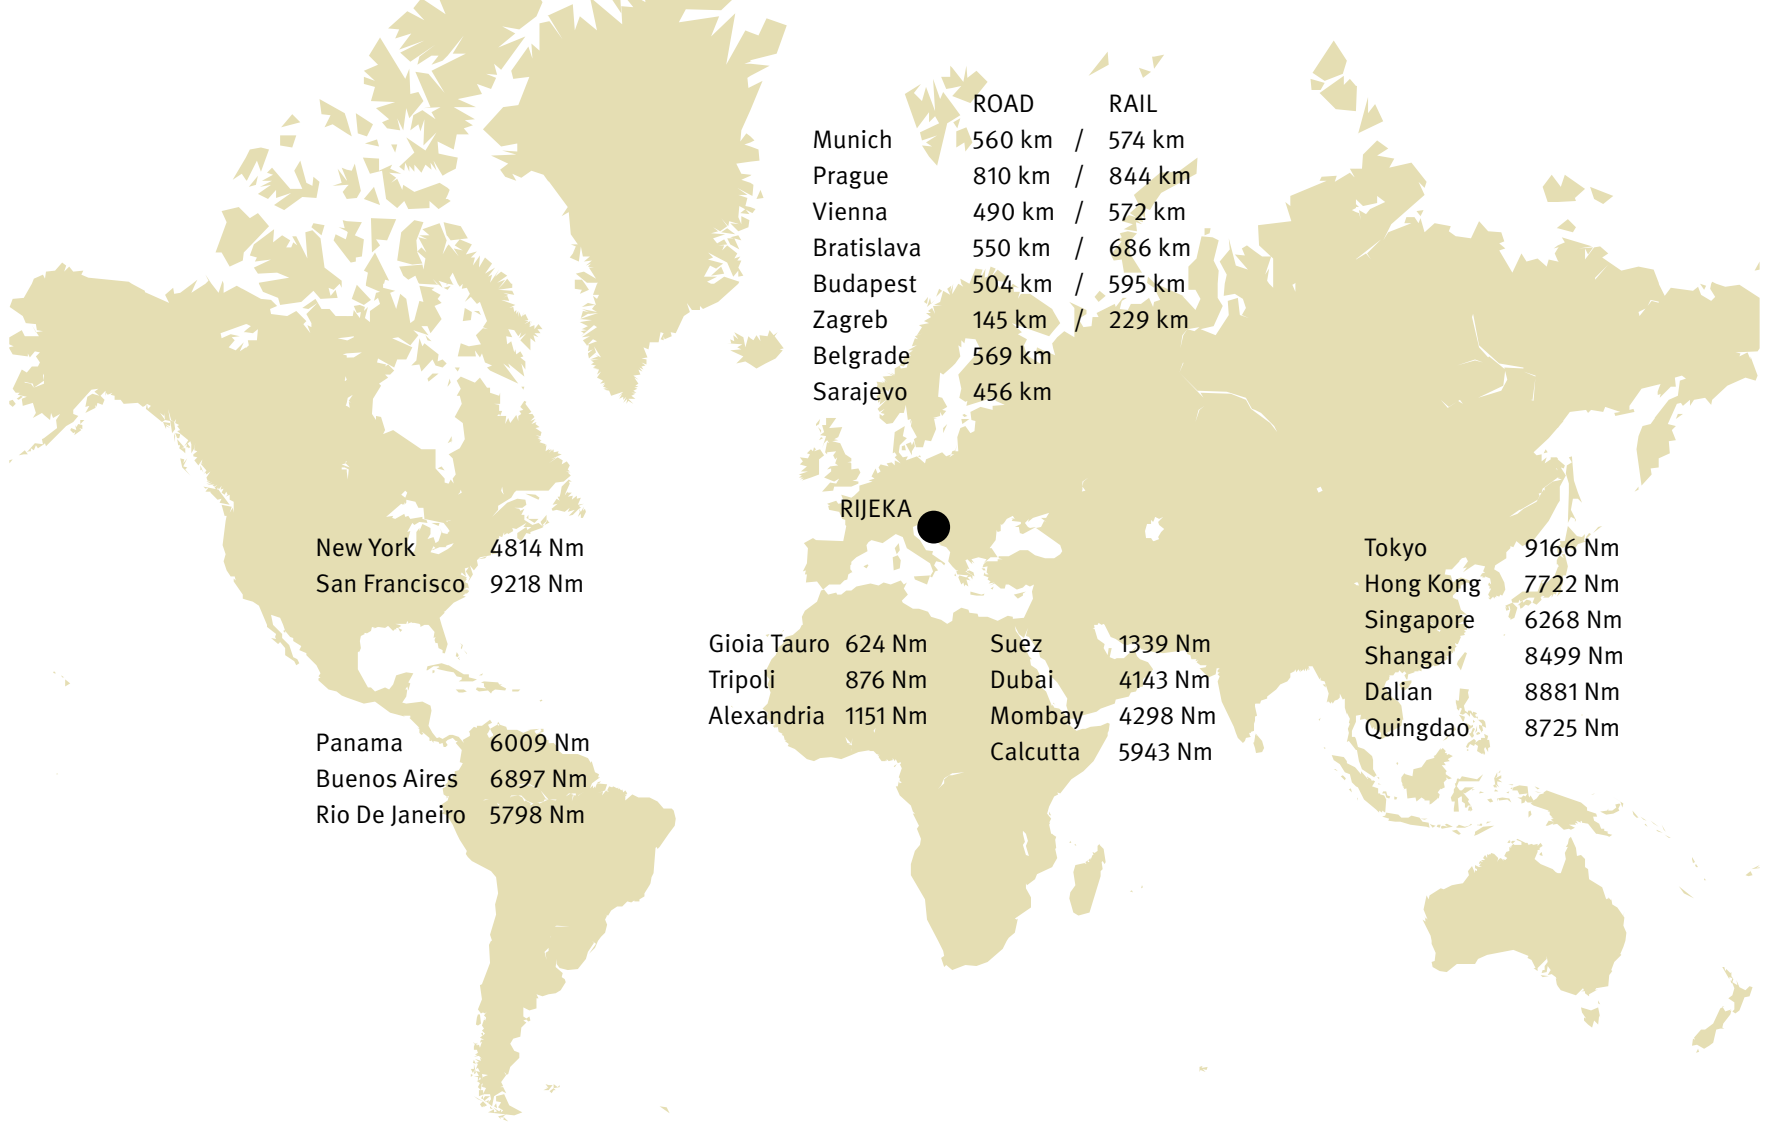 ROAD RAIL
Munich 560 km / 574 km
Prague 810 km / 844 km
Vienna 490 km / 572 km
Bratislava 550 km / 686 km
Budapest 504 km / 595 km
Zagreb 145 km / 229 km
Belgrade 569 km
Sarajevo 456 km
RIJEKA
New York 4814 Nm
San Francisco 9218 Nm
Panama 6009 Nm
Buenos Aires 6897 Nm
Rio De Janeiro 5798 Nm
Gioia Tauro 624 Nm
Tripoli 876 Nm
Alexandria 1151 Nm
Suez 1339 Nm
Dubai 4143 Nm
Mombay 4298 Nm
Calcutta 5943 Nm
Tokyo 9166 Nm
Hong Kong 7722 Nm
Singapore 6268 Nm
Shangai 8499 Nm
Dalian 8881 Nm
Quingdao 8725 Nm